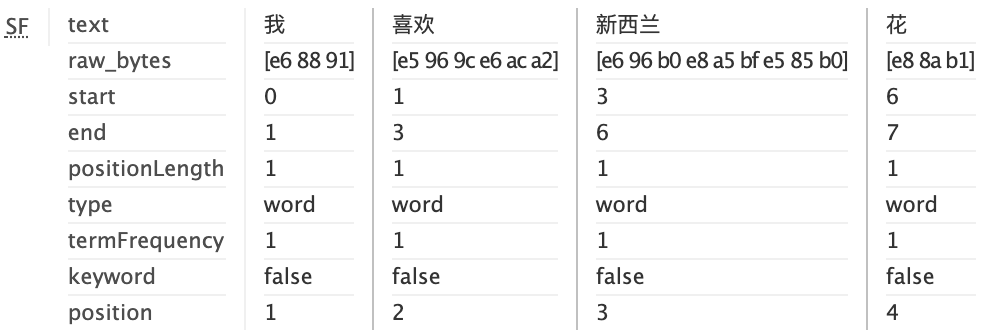 SF text 我 喜欢 新西兰 花
raw_bytes [e6 88 91] [e5 96 9c e6 ac a2] [e6 96 b0 e8 a5 bf e5 85 b0] [e8 8a b1]
start 0 1 3 6
end 1 3 6 7
positionLength 1 1 1 1
type word word word word
termFrequency 1 1 1 1
keyword false false false false
position 1 2 3 4